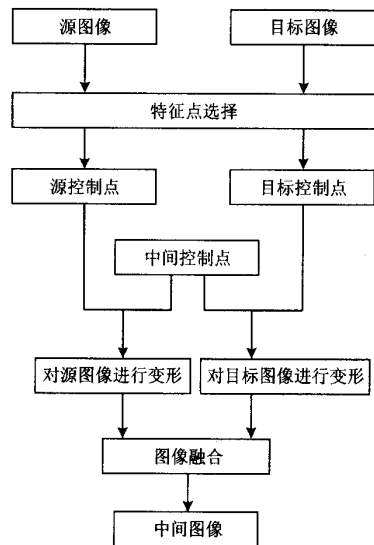 源图像
目标图像
特征点选择
源控制点
目标控制点
中间控制点
对源图像进行变形
对目标图像进行变形
图像融合
中间图像